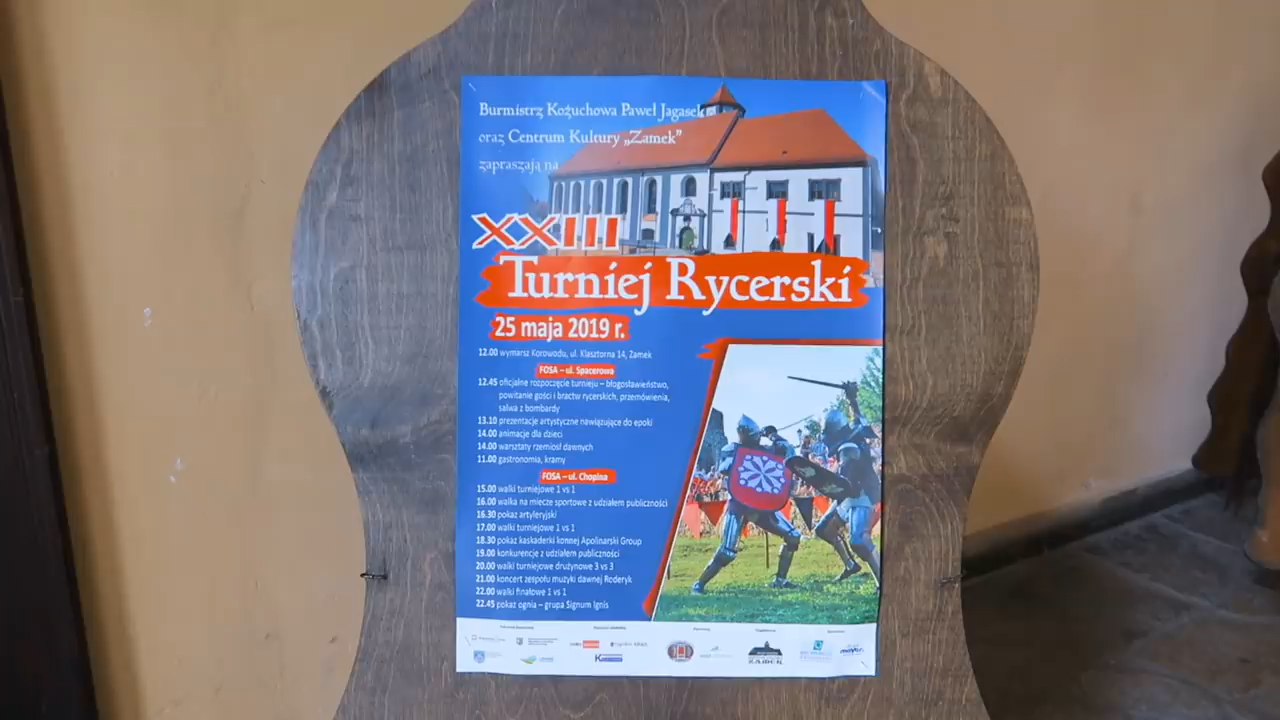 Burmistrz Kożuchowa Paweł Jagasek
oraz Centrum Kultury „Zamek”
zapraszają na
XXIII
Turniej Rycerski
25 maja 2019 r.
12.00 wymarsz Korowodu, ul. Klasztorna 14, Zamek
FOSA – ul. Spacerowa
12.45 oficjalne rozpoczęcie turnieju – błogosławieństwo,
powitanie gości i bractw rycerskich, przemówienia,
salwa z bombardy
13.10 prezentacje artystyczne nawiązujące do epoki
14.00 animacje dla dzieci
14.00 warsztaty rzemiosł dawnych
11.00 gastronomia, kramy
FOSA – ul. Chopina
15.00 walki turniejowe 1 vs 1
16.00 walka na miecze sportowe z udziałem publiczności
16.30 pokaz artyleryjski
17.00 walki turniejowe 1 vs 1
18.30 pokaz kaskaderki konnej Apolinarski Group
19.00 konkurencje z udziałem publiczności
20.00 walki turniejowe drużynowe 3 vs 3
21.00 koncert zespołu muzyki dawnej Roderyk
22.00 walki finałowe 1 vs 1
22.45 pokaz ognia – grupa Signum Ignis